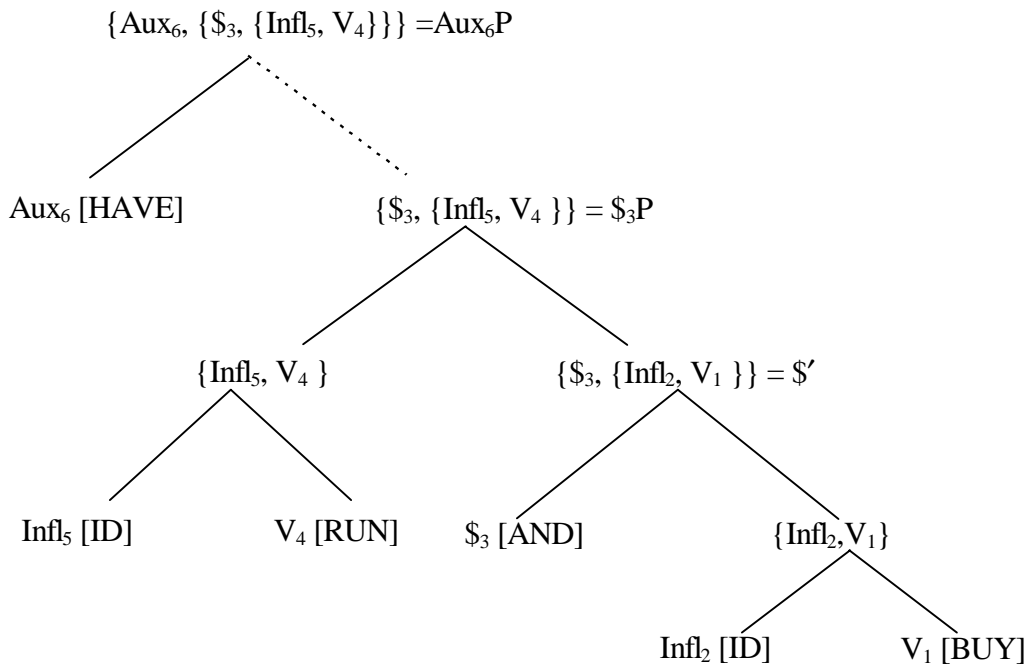 {Aux₆, {$₃, {Infl₅, V₄}}} =Aux₆P
Aux₆ [HAVE] {$₃, {Infl₅, V₄ }} = $₃P
{Infl₅, V₄ } {$₃, {Infl₂, V₁ }} = $′
Infl₅ [ID] V₄ [RUN] $₃ [AND] {Infl₂,V₁}
Infl₂ [ID] V₁ [BUY]